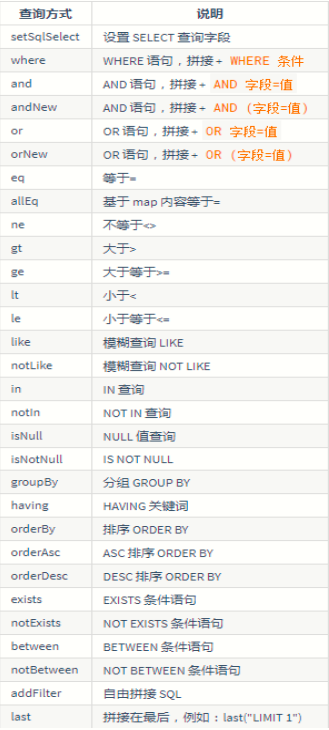 查询方式 说明
setSqlSelect 设置 SELECT 查询字段
where WHERE 语句，拼接 + WHERE 条件
and AND 语句，拼接 + AND 字段=值
andNew AND 语句，拼接 + AND (字段=值)
or OR 语句，拼接 + OR 字段=值
orNew OR 语句，拼接 + OR (字段=值)
eq 等于=
allEq 基于 map 内容等于=
ne 不等于<>
gt 大于>
ge 大于等于>=
lt 小于<
le 小于等于<=
like 模糊查询 LIKE
notLike 模糊查询 NOT LIKE
in IN 查询
notIn NOT IN 查询
isNull NULL 值查询
isNotNull IS NOT NULL
groupBy 分组 GROUP BY
having HAVING 关键词
orderBy 排序 ORDER BY
orderAsc ASC 排序 ORDER BY
orderDesc DESC 排序 ORDER BY
exists EXISTS 条件语句
notExists NOT EXISTS 条件语句
between BETWEEN 条件语句
notBetween NOT BETWEEN 条件语句
addFilter 自由拼接 SQL
last 拼接在最后，例如：last("LIMIT 1")